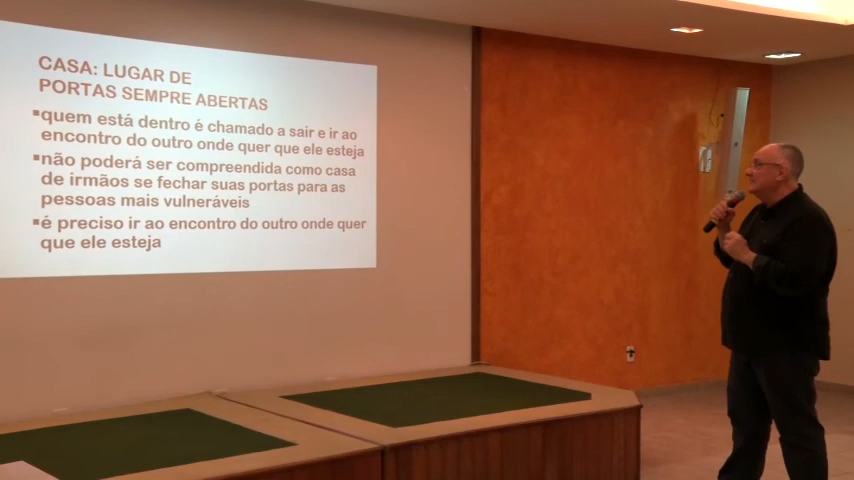 CASA: LUGAR DE
PORTAS SEMPRE ABERTAS
▪quem está dentro é chamado a sair e ir ao
encontro do outro onde quer que ele esteja
▪não poderá ser compreendida como casa
de irmãos se fechar suas portas para as
pessoas mais vulneráveis
▪é preciso ir ao encontro do outro onde quer
que ele esteja